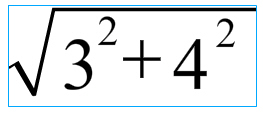 √(3² + 4²)